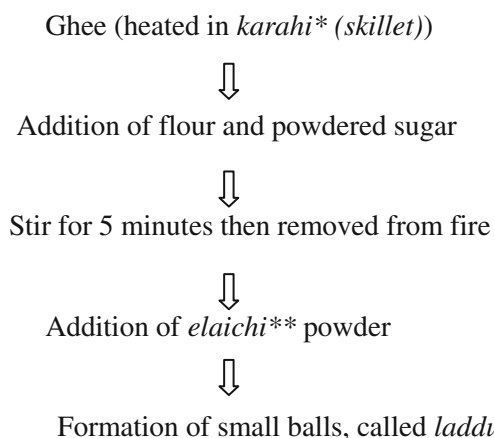 Ghee (heated in karahi* (skillet))
Addition of flour and powdered sugar
Stir for 5 minutes then removed from fire
Addition of elaichi** powder
Formation of small balls, called laddu